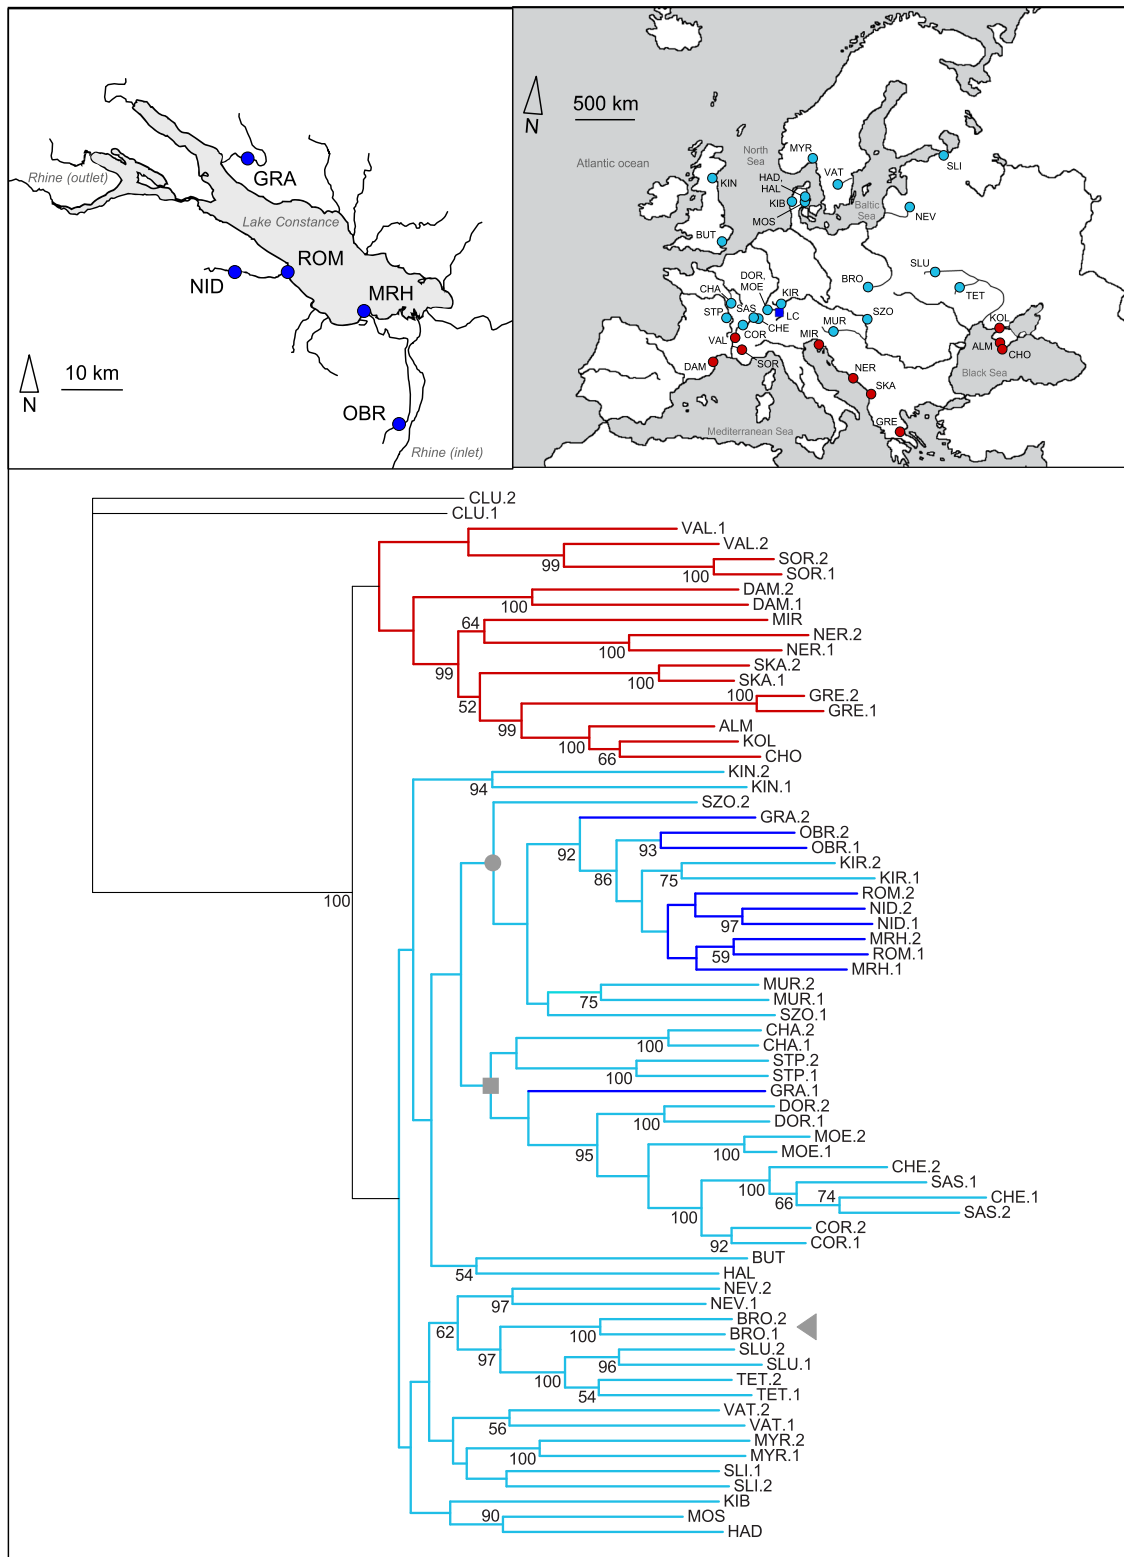 GRA
Rhine (outlet)
Lake Constance
ROM
NID
MRH
10 km
N
OBR
Rhine (inlet)
500 km
N
Atlantic ocean
North
Sea
MYR
SLI
KIN
HAD,
HAL
VAT
KIB
Baltic
Sea
MOS
NEV
BUT
SLU
DOR,
MOE
BRO
TET
CHA
KIR
STP
SAS
LC
SZO
KOL
CHE
MUR
COR
VAL
MIR
ALM
CHO
DAM
SOR
NER
Black Sea
SKA
GRE
Mediterranean Sea
CLU.2
CLU.1
VAL.1
VAL.2
99
SOR.2
100
SOR.1
DAM.2
100
DAM.1
64
MIR
NER.2
100
NER.1
99
SKA.2
100
SKA.1
52
100
GRE.2
GRE.1
99
ALM
100
KOL
66
CHO
KIN.2
94
KIN.1
SZO.2
GRA.2
92
OBR.2
93
OBR.1
86
KIR.2
75
KIR.1
100
ROM.2
NID.2
97
NID.1
MRH.2
59
ROM.1
MRH.1
MUR.2
75
MUR.1
SZO.1
CHA.2
100
CHA.1
STP.2
100
STP.1
GRA.1
DOR.2
100
DOR.1
95
MOE.2
100
MOE.1
CHE.2
100
SAS.1
66
74
CHE.1
SAS.2
100
COR.2
92
COR.1
BUT
54
HAL
NEV.2
97
NEV.1
62
BRO.2
100
BRO.1
97
SLU.2
96
SLU.1
100
TET.2
54
TET.1
VAT.2
56
VAT.1
MYR.2
100
MYR.1
SLI.1
SLI.2
KIB
90
MOS
HAD